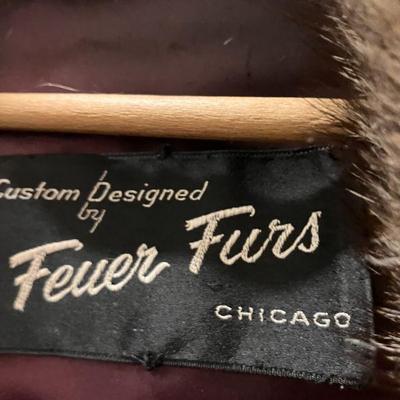 Custom Designed
by
Feuer Furs
CHICAGO